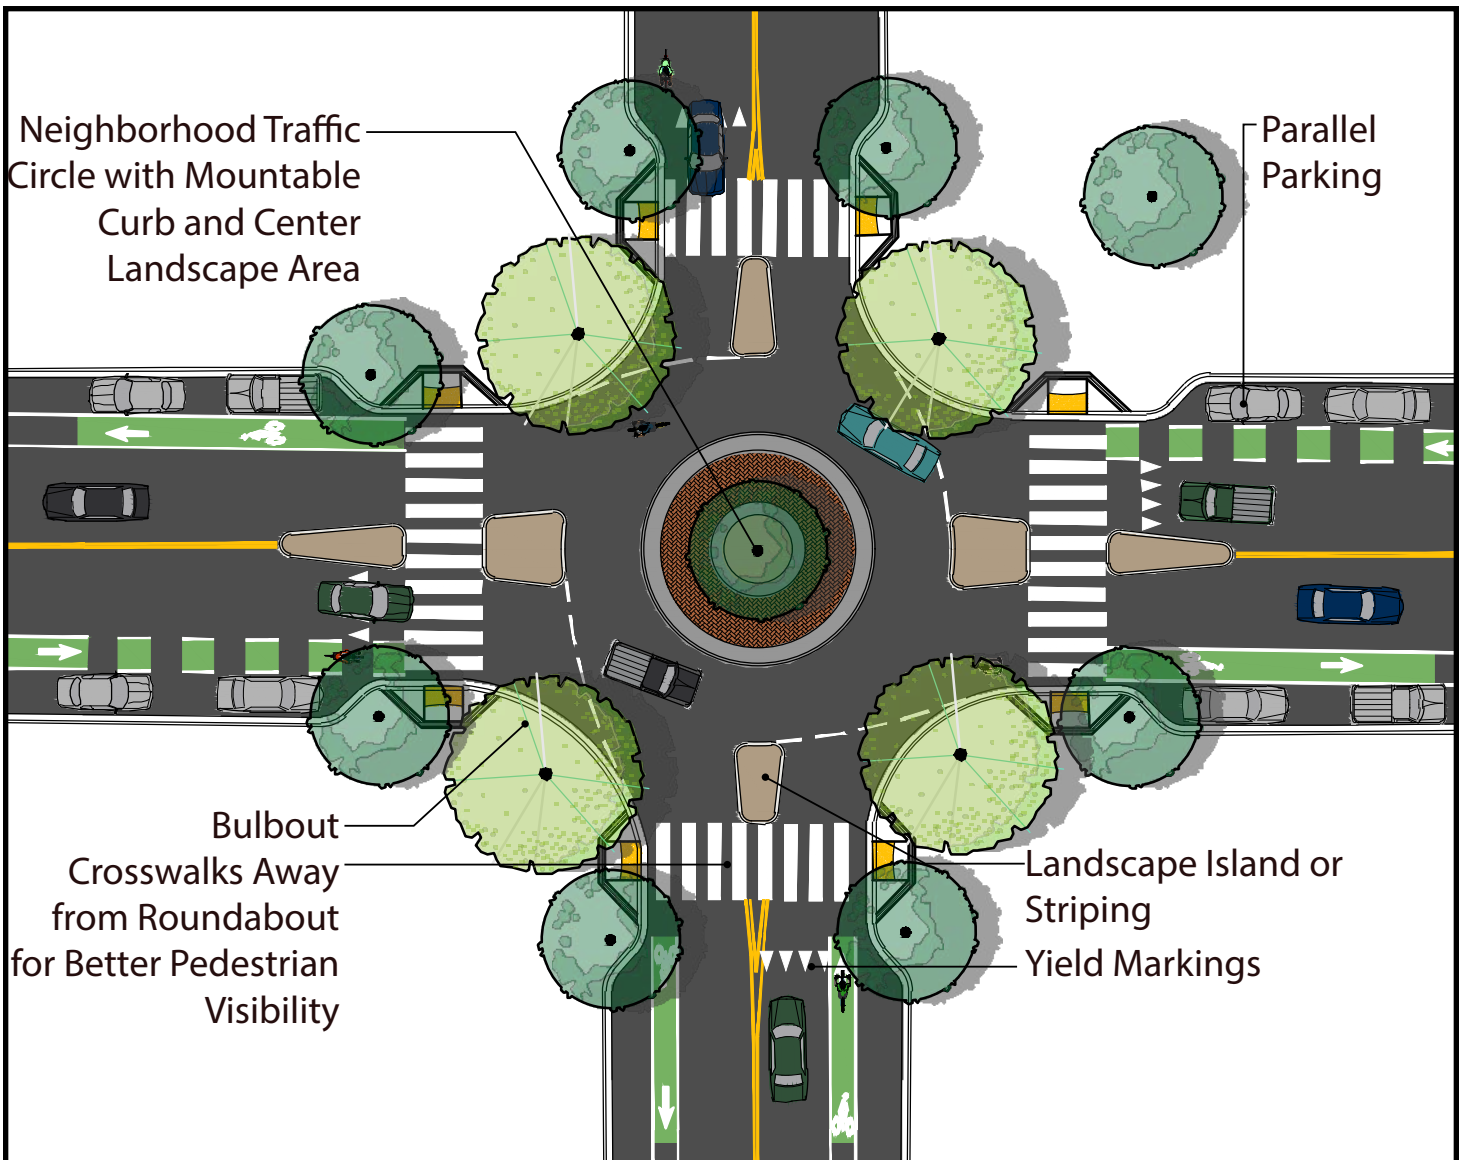 Neighborhood Traffic
Circle with Mountable
Curb and Center
Landscape Area
Parallel
Parking
Bulbout
Crosswalks Away
from Roundabout
for Better Pedestrian
Visibility
Landscape Island or
Striping
Yield Markings